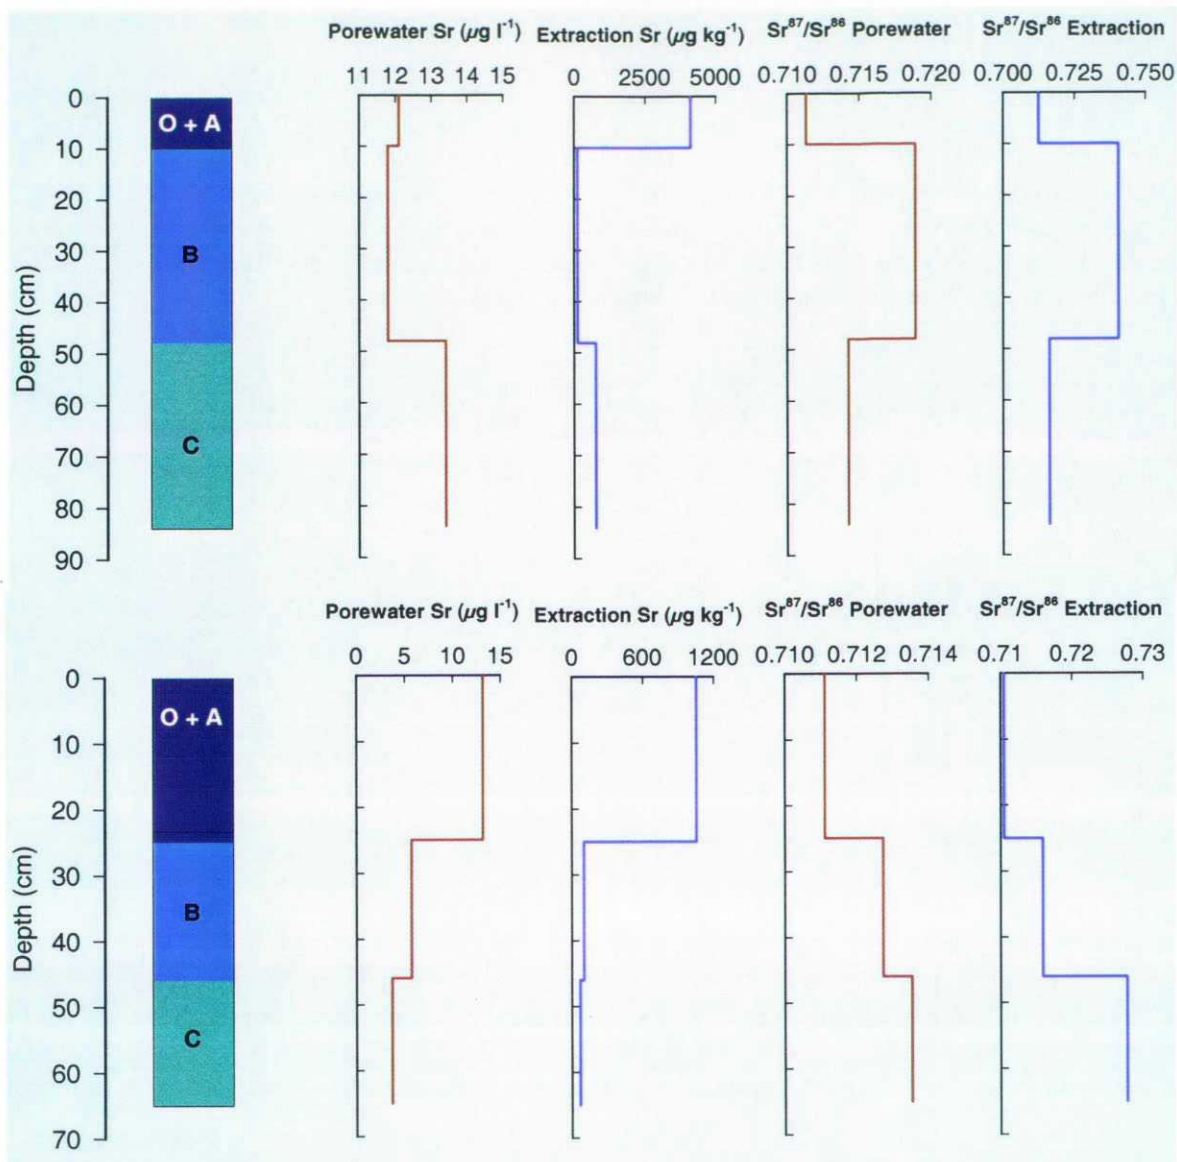 Porewater Sr (µg l⁻¹) Extraction Sr (µg kg⁻¹) Sr⁸⁷/Sr⁸⁶ Porewater Sr⁸⁷/Sr⁸⁶ Extraction
11 12 13 14 15 0 2500 5000 0.710 0.715 0.720 0.700 0.725 0.750
0
10
20
30
40
50
60
70
80
90
Depth (cm)
O + A
B
C
Porewater Sr (µg l⁻¹) Extraction Sr (µg kg⁻¹) Sr⁸⁷/Sr⁸⁶ Porewater Sr⁸⁷/Sr⁸⁶ Extraction
0 5 10 15 0 600 1200 0.710 0.712 0.714 0.71 0.72 0.73
0
10
20
30
40
50
60
70
Depth (cm)
O + A
B
C